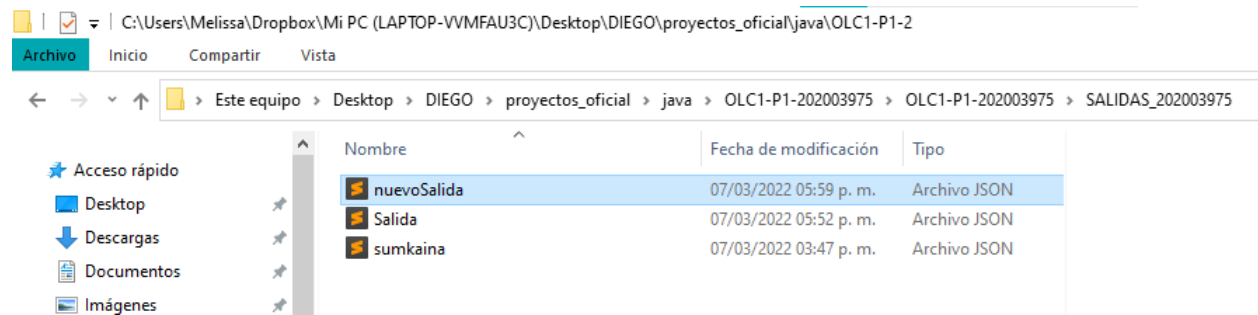 C:\Users\Melissa\Dropbox\Mi PC (LAPTOP-VVMFAU3C)\Desktop\DIEGO\proyectos_oficial\java\OLC1-P1-2
Archivo Inicio Compartir Vista
Este equipo > Desktop > DIEGO > proyectos_oficial > java > OLC1-P1-202003975 > OLC1-P1-202003975 > SALIDAS_202003975
Nombre Fecha de modificación Tipo
Acceso rápido
nuevoSalida 07/03/2022 05:59 p. m. Archivo JSON
Desktop
Salida 07/03/2022 05:52 p. m. Archivo JSON
Descargas
sumkaina 07/03/2022 03:47 p. m. Archivo JSON
Documentos
Imágenes